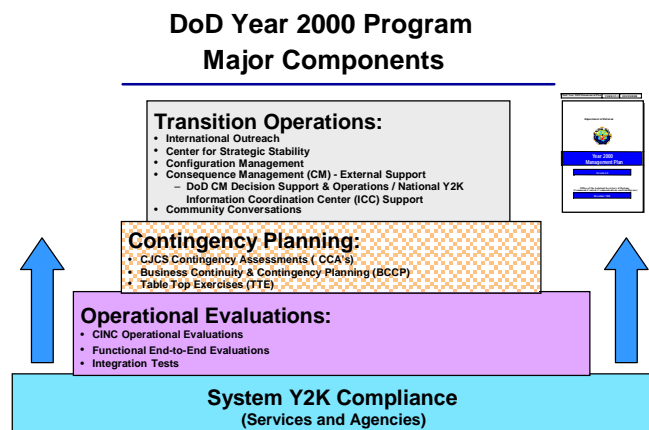 DoD Year 2000 Program
Major Components
Transition Operations:
• International Outreach
• Center for Strategic Stability
• Configuration Management
• Consequence Management (CM) - External Support
– DoD CM Decision Support & Operations / National Y2K
Information Coordination Center (ICC) Support
• Community Conversations
Year 2000
Management Plan
Contingency Planning:
• CJCS Contingency Assessments ( CCA's)
• Business Continuity & Contingency Planning (BCCP)
• Table Top Exercises (TTE)
Operational Evaluations:
• CINC Operational Evaluations
• Functional End-to-End Evaluations
• Integration Tests
System Y2K Compliance
(Services and Agencies)